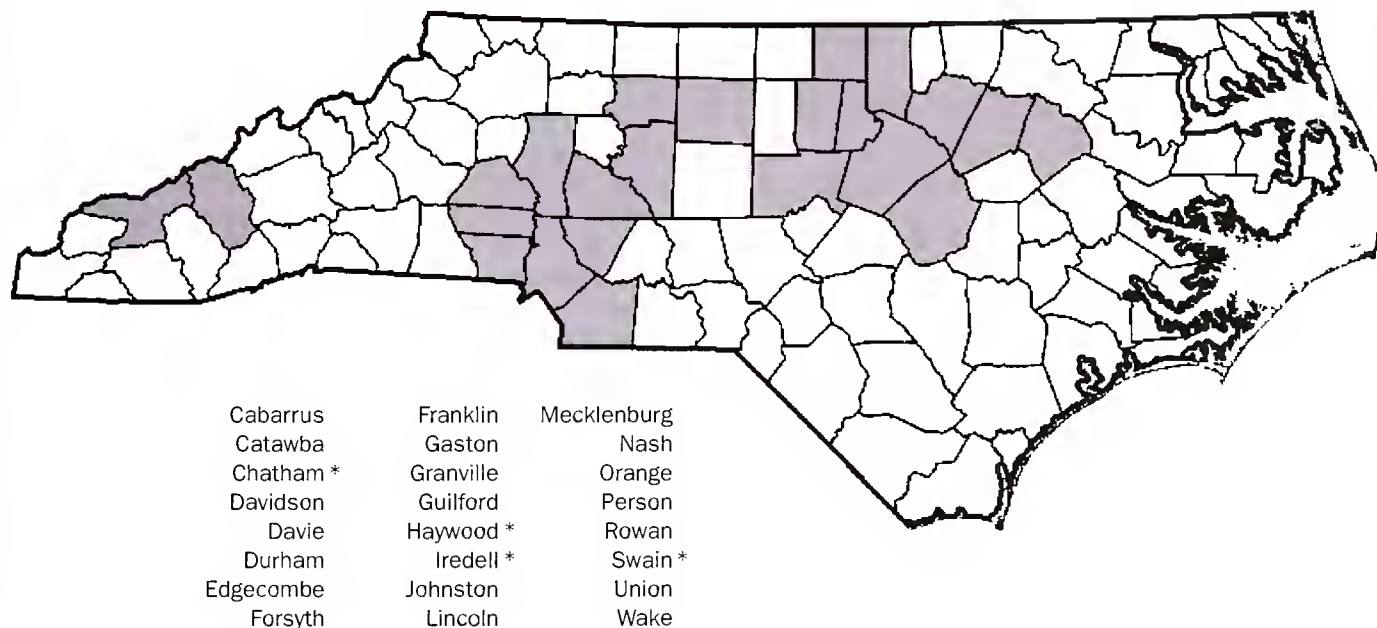 Cabarrus Franklin Mecklenburg
Catawba Gaston Nash
Chatham * Granville Orange
Davidson Guilford Person
Davie Haywood * Rowan
Durham Iredell * Swain *
Edgecombe Johnston Union
Forsyth Lincoln Wake